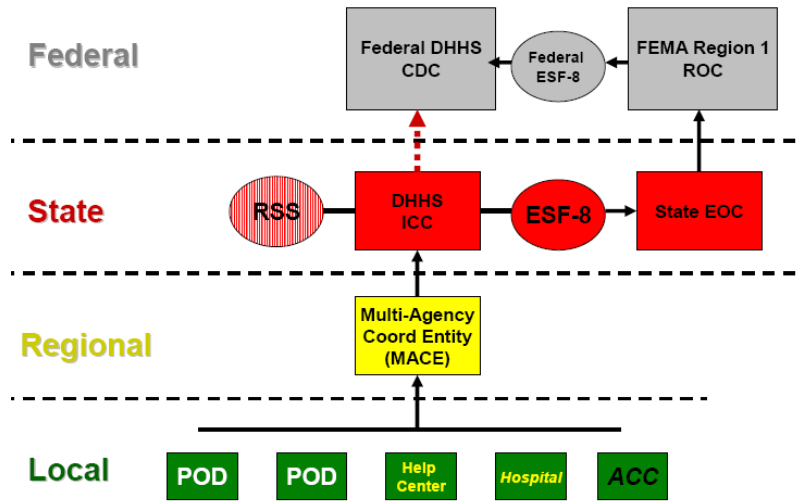 Federal
Federal DHHS
CDC
Federal
ESF-8
FEMA Region 1
ROC
State
RSS
DHHS
ICC
ESF-8
State EOC
Regional
Multi-Agency
Coord Entity
(MACE)
Local
POD
POD
Help
Center
Hospital
ACC